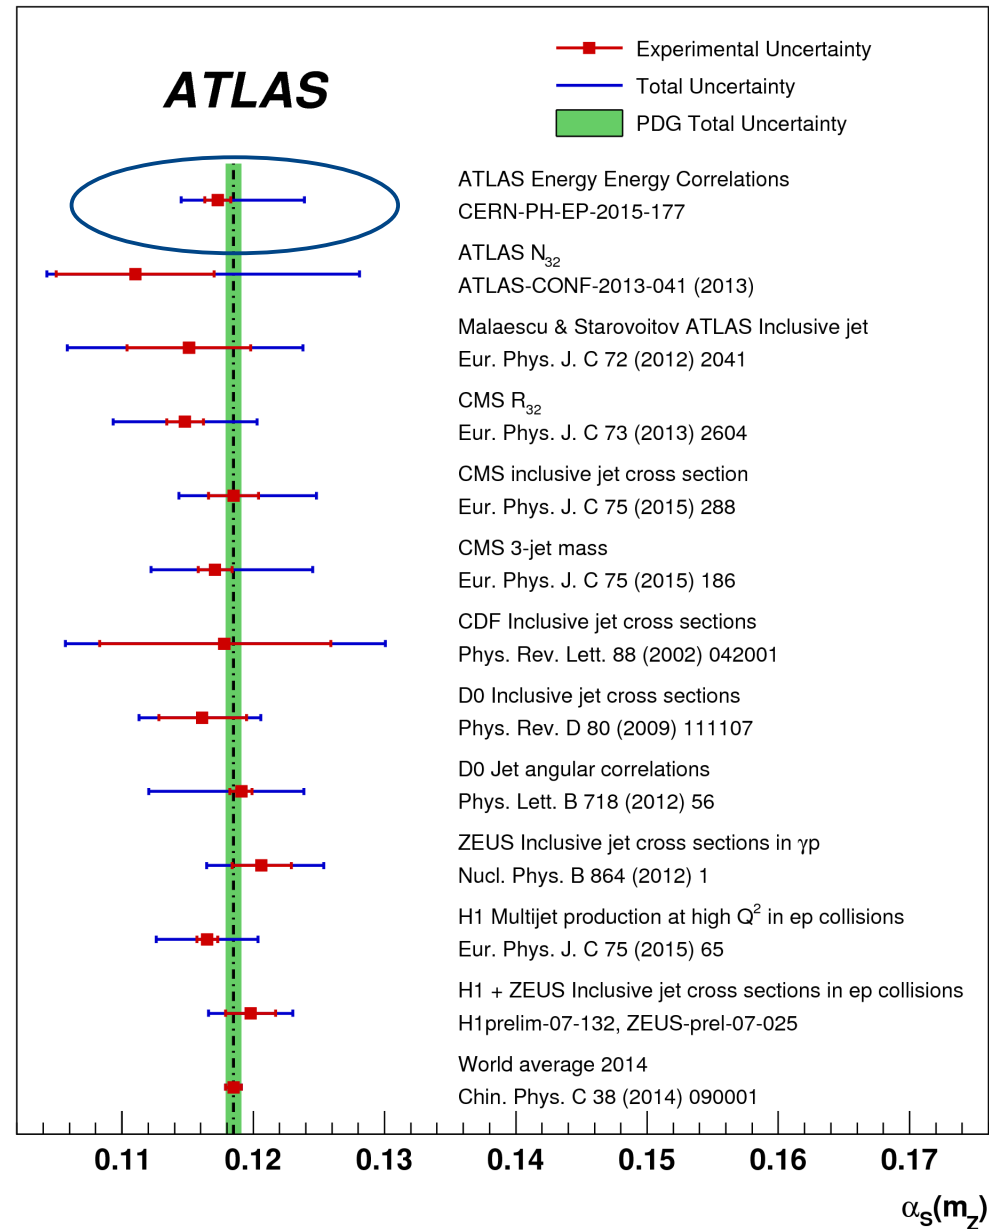 ATLAS
Experimental Uncertainty
Total Uncertainty
PDG Total Uncertainty
ATLAS Energy Energy Correlations
CERN-PH-EP-2015-177
ATLAS N32
ATLAS-CONF-2013-041 (2013)
Malaescu & Starovoitov ATLAS Inclusive jet
Eur. Phys. J. C 72 (2012) 2041
CMS R32
Eur. Phys. J. C 73 (2013) 2604
CMS inclusive jet cross section
Eur. Phys. J. C 75 (2015) 288
CMS 3-jet mass
Eur. Phys. J. C 75 (2015) 186
CDF Inclusive jet cross sections
Phys. Rev. Lett. 88 (2002) 042001
D0 Inclusive jet cross sections
Phys. Rev. D 80 (2009) 111107
D0 Jet angular correlations
Phys. Lett. B 718 (2012) 56
ZEUS Inclusive jet cross sections in γp
Nucl. Phys. B 864 (2012) 1
H1 Multijet production at high Q² in ep collisions
Eur. Phys. J. C 75 (2015) 65
H1 + ZEUS Inclusive jet cross sections in ep collisions
H1prelim-07-132, ZEUS-prel-07-025
World average 2014
Chin. Phys. C 38 (2014) 090001
0.11 0.12 0.13 0.14 0.15 0.16 0.17
αS(mZ)